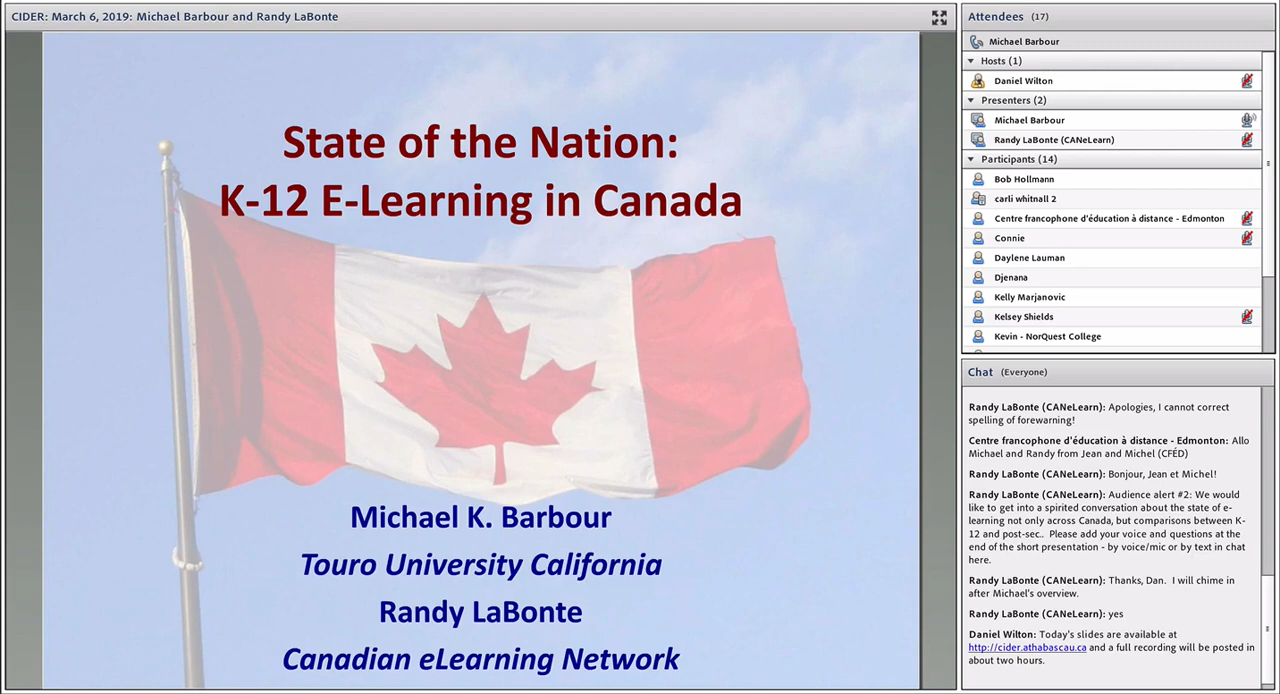 CIDER: March 6, 2019: Michael Barbour and Randy LaBonte
State of the Nation:
K-12 E-Learning in Canada
Michael K. Barbour
Touro University California
Randy LaBonte
Canadian eLearning Network
Attendees (17)
Michael Barbour
Hosts (1)
Daniel Wilton
Presenters (2)
Michael Barbour
Randy LaBonte (CANeLearn)
Participants (14)
Bob Hollmann
carli whitnall 2
Centre francophone d'éducation à distance - Edmonton
Connie
Daylene Lauman
Djenana
Kelly Marjanovic
Kelsey Shields
Kevin - NorQuest College
Chat (Everyone)
Randy LaBonte (CANeLearn): Apologies, I cannot correct
spelling of forewarning!
Centre francophone d'éducation à distance - Edmonton: Allo
Michael and Randy from Jean and Michel (CFÉD)
Randy LaBonte (CANeLearn): Bonjour, Jean et Michel!
Randy LaBonte (CANeLearn): Audience alert #2: We would
like to get into a spirited conversation about the state of e-
learning not only across Canada, but comparisons between K-
12 and post-sec.. Please add your voice and questions at the
end of the short presentation - by voice/mic or by text in chat
here.
Randy LaBonte (CANeLearn): Thanks, Dan. I will chime in
after Michael's overview.
Randy LaBonte (CANeLearn): yes
Daniel Wilton: Today's slides are available at
http://cider.athabascau.ca and a full recording will be posted in
about two hours.